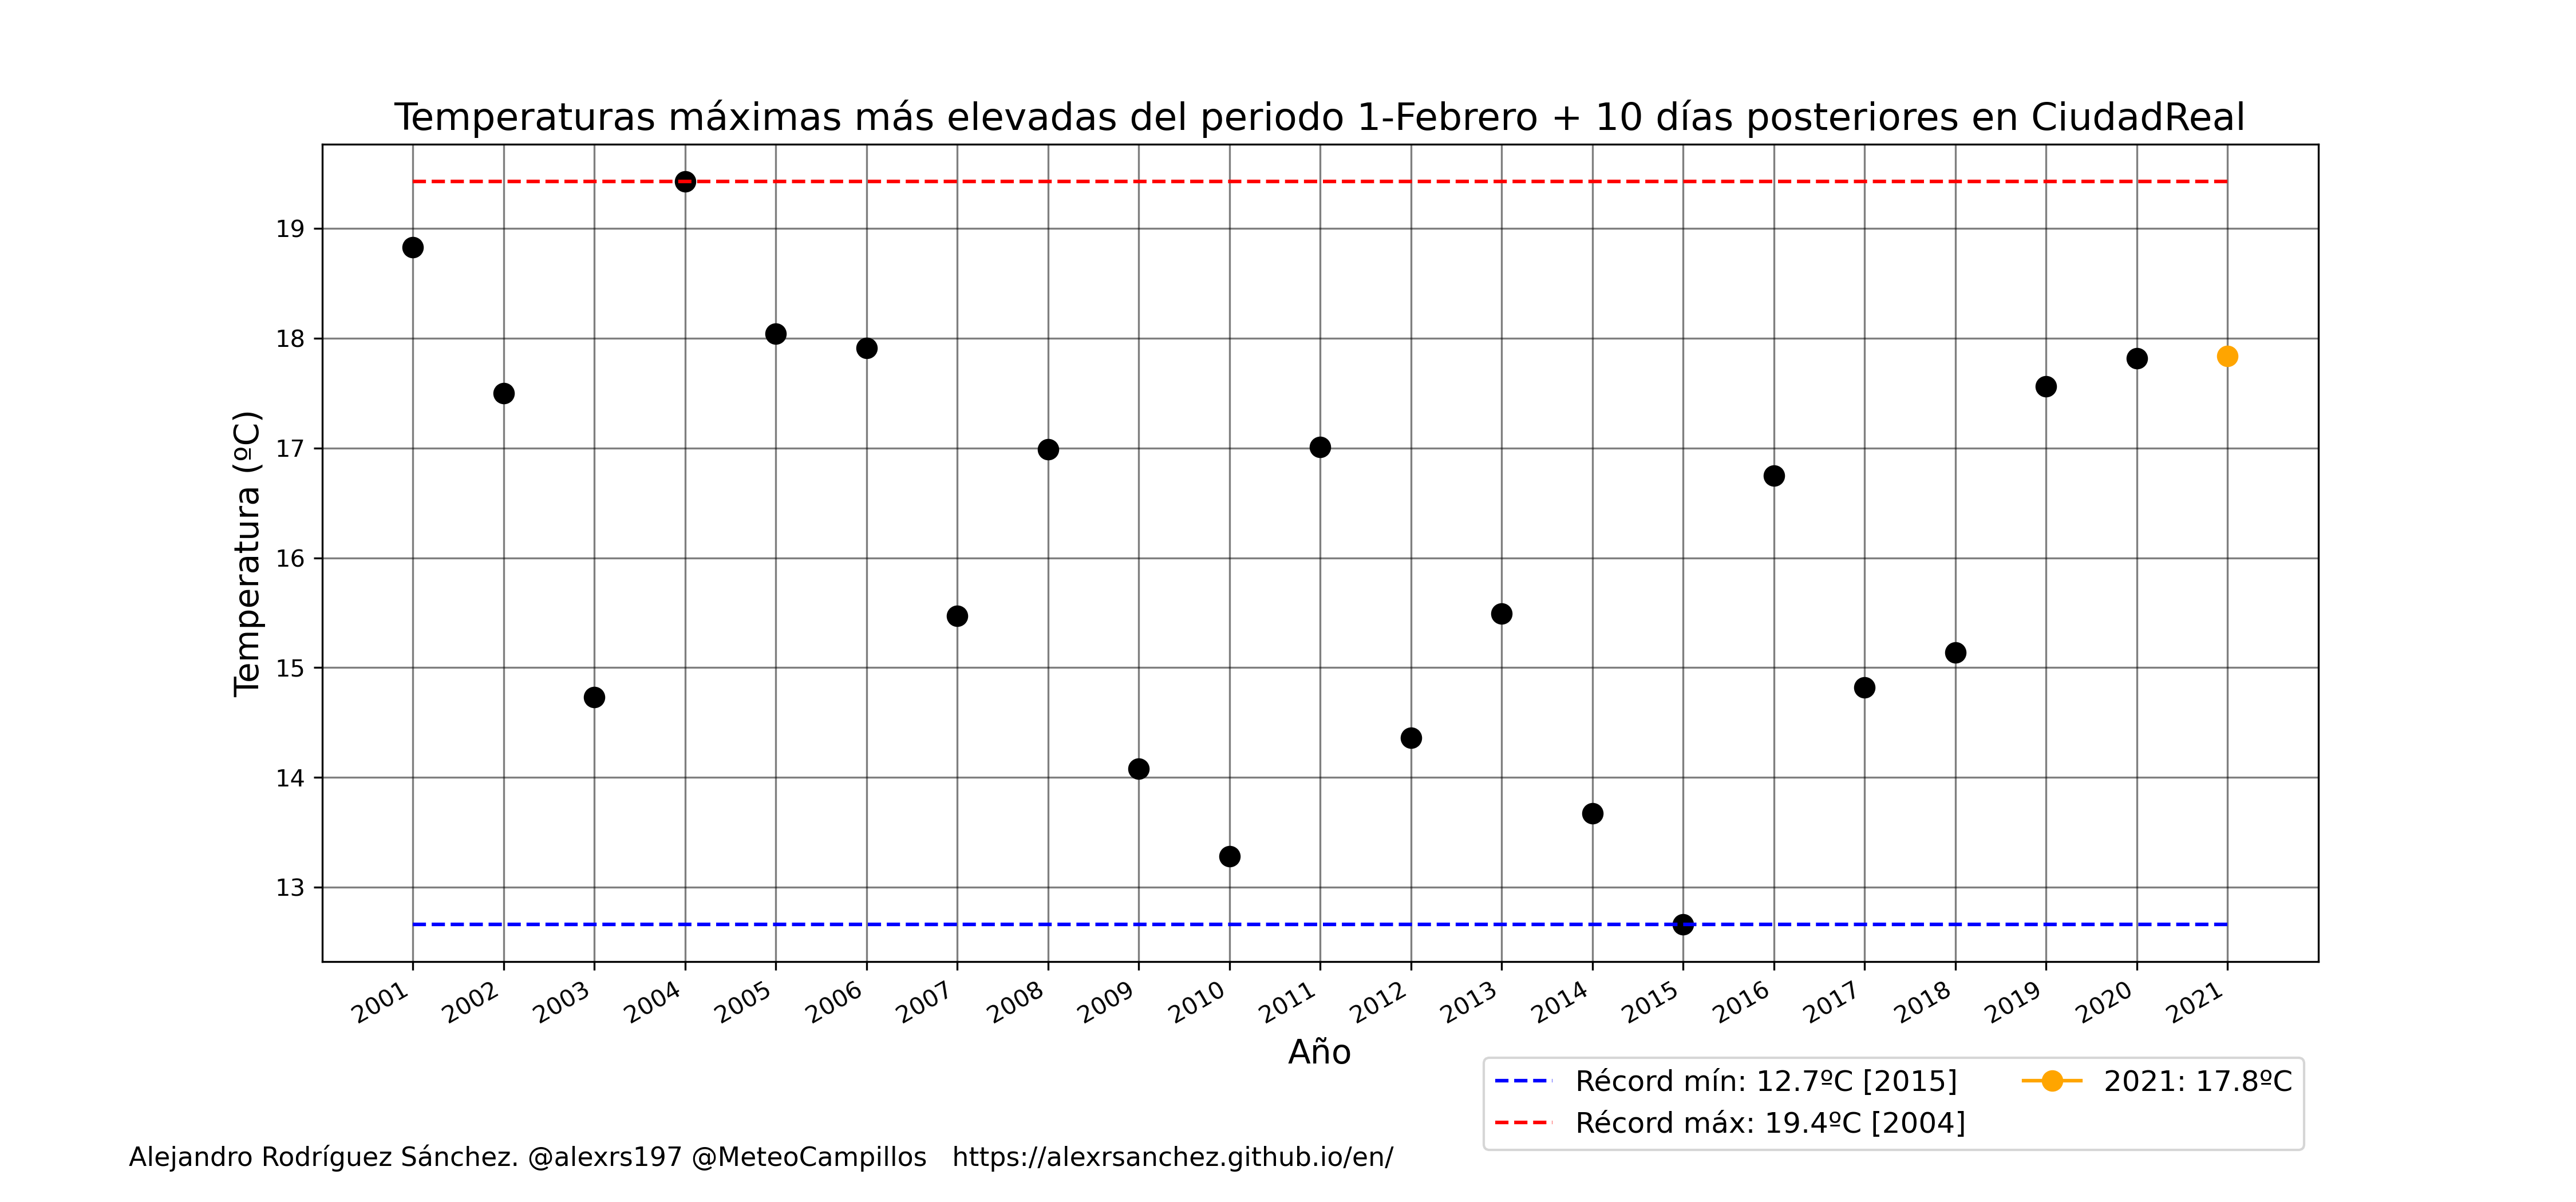 Temperaturas máximas más elevadas del periodo 1-Febrero + 10 días posteriores en CiudadReal
Temperatura (ºC)
19
18
17
16
15
14
13
2001 2002 2003 2004 2005 2006 2007 2008 2009 2010 2011 2012 2013 2014 2015 2016 2017 2018 2019 2020 2021
Año
Récord mín: 12.7ºC [2015]
Récord máx: 19.4ºC [2004]
2021: 17.8ºC
Alejandro Rodríguez Sánchez. @alexrs197 @MeteoCampillos https://alexrsanchez.github.io/en/